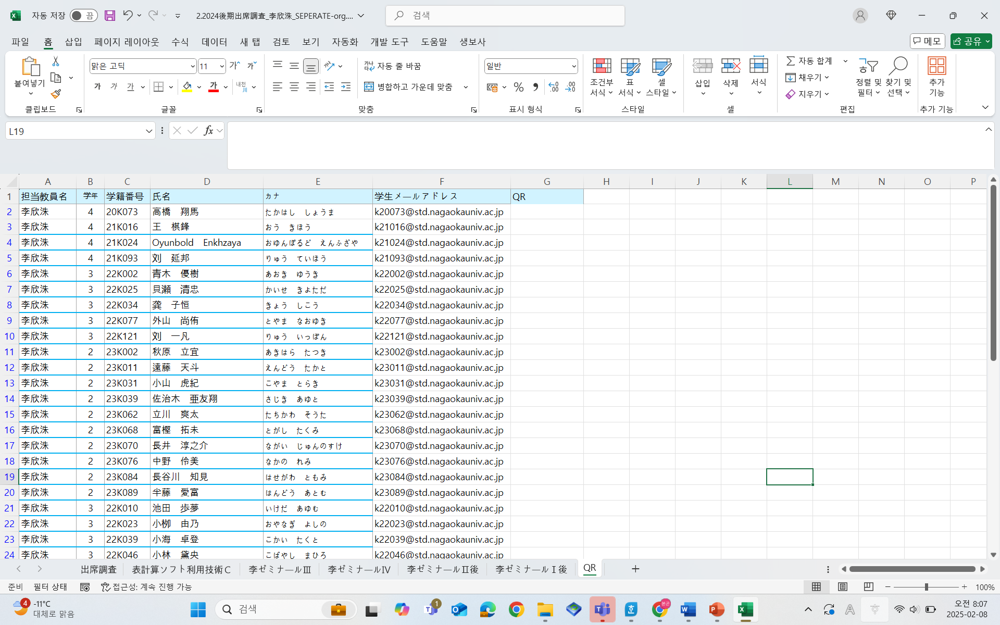 자동 저장 끔 2.2024後期出席調査_李欣洙_SEPERATE-org.... 검색
파일 홈 삽입 페이지 레이아웃 수식 데이터 새 탭 검토 보기 자동화 개발 도구 도움말 생보사 메모 공유
붙여넣기 맑은 고딕 11 가 가 자동 줄 바꿈 일반 조건부 서식 표 서식 셀 스타일 삽입 삭제 서식 자동 합계 채우기 지우기 정렬 및 필터 찾기 및 선택 추가 기능
가 가 가 가 내천 川 병합하고 가운데 맞춤 % .00
클립보드 글꼴 맞춤 표시 형식 스타일 셀 편집 추가 기능
L19 fx
A B C D E F G H I J K L M N O P
1 担当教員名 学年 学籍番号 氏名 カナ 学生メールアドレス QR
2 李欣洙 4 20K073 高橋　翔馬 たかはし　しょうま k20073@std.nagaokauniv.ac.jp
3 李欣洙 4 21K016 王　棋鋒 おう　きほう k21016@std.nagaokauniv.ac.jp
4 李欣洙 4 21K024 Oyunbold　Enkhzaya おゆんぼるど　えんふざや k21024@std.nagaokauniv.ac.jp
5 李欣洙 4 21K093 刘　延邦 りゅう　ていほう k21093@std.nagaokauniv.ac.jp
6 李欣洙 3 22K002 青木　優樹 あおき　ゆうき k22002@std.nagaokauniv.ac.jp
7 李欣洙 3 22K025 貝瀬　清忠 かいせ　きよただ k22025@std.nagaokauniv.ac.jp
8 李欣洙 3 22K034 龚　子恒 きょう　しこう k22034@std.nagaokauniv.ac.jp
9 李欣洙 3 22K077 外山　尚侑 とやま　なおゆき k22077@std.nagaokauniv.ac.jp
10 李欣洙 3 22K121 刘　一凡 りゅう　いっぽん k22121@std.nagaokauniv.ac.jp
11 李欣洙 2 23K002 秋原　立宜 あきはら　たつき k23002@std.nagaokauniv.ac.jp
12 李欣洙 2 23K011 遠藤　天斗 えんどう　たかと k23011@std.nagaokauniv.ac.jp
13 李欣洙 2 23K031 小山　虎紀 こやま　とらき k23031@std.nagaokauniv.ac.jp
14 李欣洙 2 23K039 佐治木　亜友翔 さじき　あゆと k23039@std.nagaokauniv.ac.jp
15 李欣洙 2 23K062 立川　爽太 たちかわ　そうた k23062@std.nagaokauniv.ac.jp
16 李欣洙 2 23K068 富樫　拓未 とがし　たくみ k23068@std.nagaokauniv.ac.jp
17 李欣洙 2 23K070 長井　淳之介 ながい　じゅんのすけ k23070@std.nagaokauniv.ac.jp
18 李欣洙 2 23K076 中野　伶美 なかの　れみ k23076@std.nagaokauniv.ac.jp
19 李欣洙 2 23K084 長谷川　知見 はせがわ　ともみ k23084@std.nagaokauniv.ac.jp
20 李欣洙 2 23K089 半藤　愛富 はんどう　あとむ k23089@std.nagaokauniv.ac.jp
21 李欣洙 3 22K010 池田　歩夢 いけだ　あゆむ k22010@std.nagaokauniv.ac.jp
22 李欣洙 3 22K023 小栁　由乃 おやなぎ　よしの k22023@std.nagaokauniv.ac.jp
23 李欣洙 3 22K039 小海　卓登 こかい　たくと k22039@std.nagaokauniv.ac.jp
24 李欣洙 3 22K046 小林　黛央 こばやし　まひろ k22046@std.nagaokauniv.ac.jp
出席調査 表計算ソフト利用技術C 李ゼミナールⅢ 李ゼミナールⅣ 李ゼミナールⅡ後 李ゼミナールⅠ後 QR
준비 필터 상태 접근성: 계속 진행 가능 100%
4 -11°C 검색 1 오전 8:07
대체로 맑음 2025-02-08